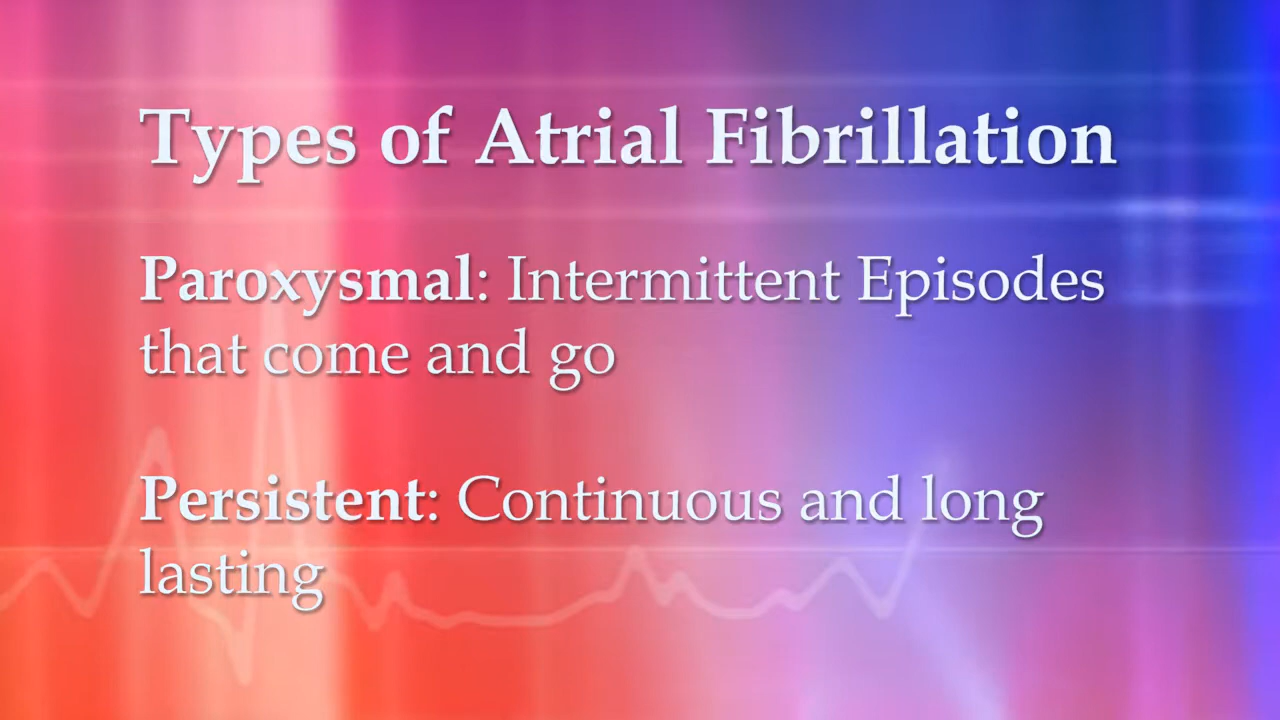 Types of Atrial Fibrillation
Paroxysmal: Intermittent Episodes
that come and go
Persistent: Continuous and long
lasting